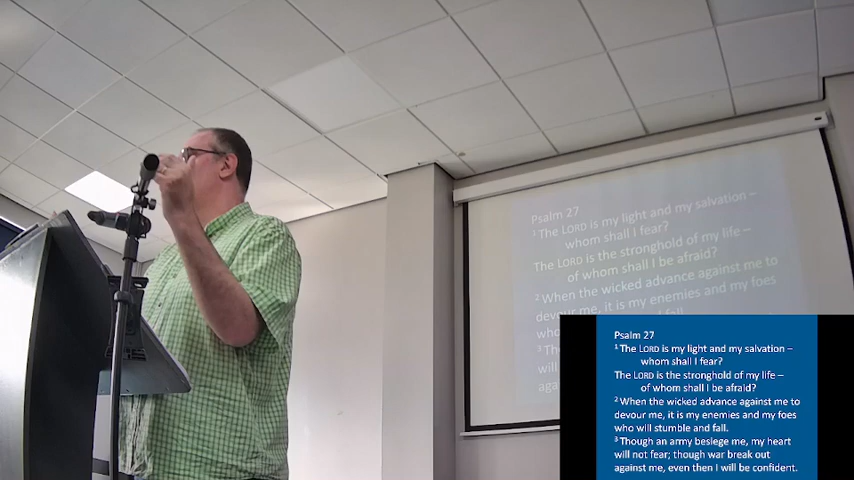 Psalm 27
1 The LORD is my light and my salvation –
whom shall I fear?
The LORD is the stronghold of my life –
of whom shall I be afraid?
2 When the wicked advance against me to
devour me, it is my enemies and my foes
who
3 Th
will
aga
Psalm 27
1 The LORD is my light and my salvation –
whom shall I fear?
The LORD is the stronghold of my life –
of whom shall I be afraid?
2 When the wicked advance against me to
devour me, it is my enemies and my foes
who will stumble and fall.
3 Though an army besiege me, my heart
will not fear; though war break out
against me, even then I will be confident.